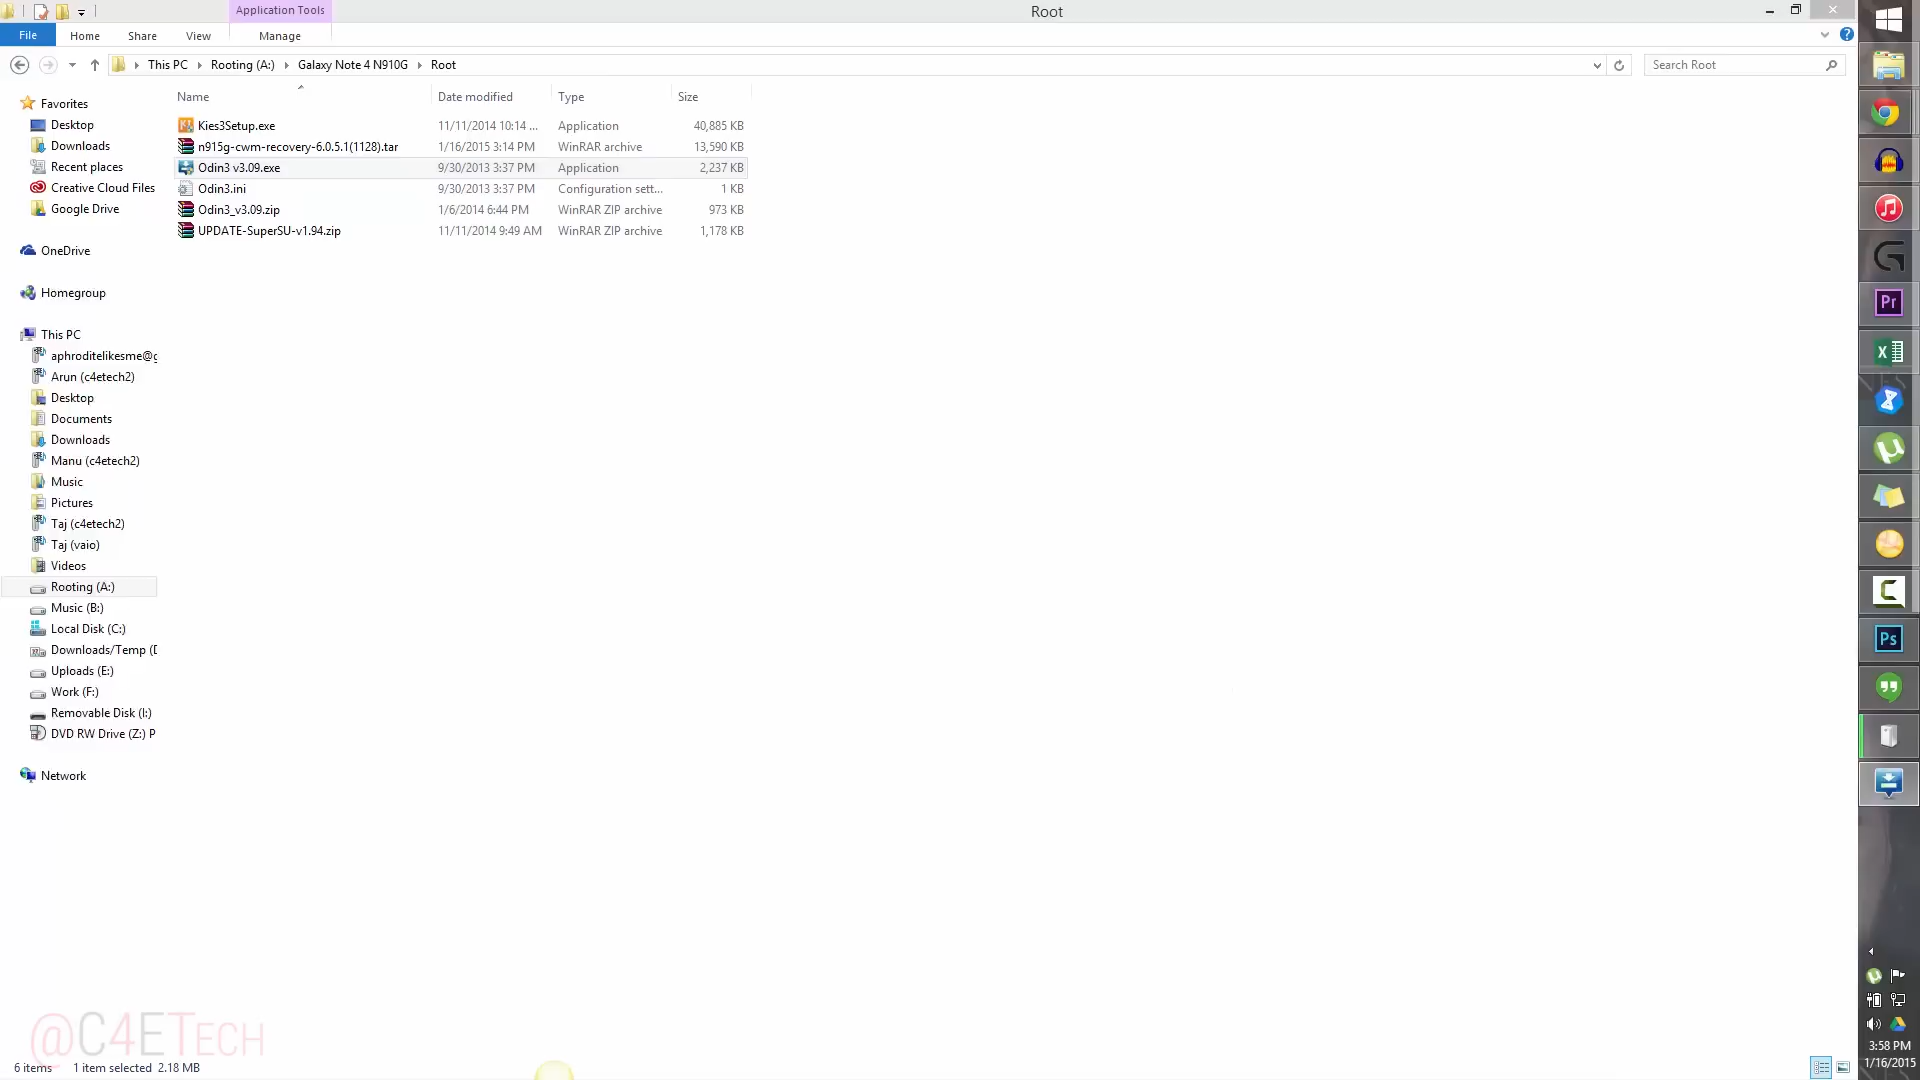 Application Tools
Root
File Home Share View Manage
This PC Rooting (A:) Galaxy Note 4 N910G Root
Search Root
Name Date modified Type Size
Kies3Setup.exe 11/11/2014 10:14 ... Application 40,885 KB
n915g-cwm-recovery-6.0.5.1(1128).tar 1/16/2015 3:14 PM WinRAR archive 13,590 KB
Odin3 v3.09.exe 9/30/2013 3:37 PM Application 2,237 KB
Odin3.ini 9/30/2013 3:37 PM Configuration sett... 1 KB
Odin3_v3.09.zip 1/6/2014 6:44 PM WinRAR ZIP archive 973 KB
UPDATE-SuperSU-v1.94.zip 11/11/2014 9:49 AM WinRAR ZIP archive 1,178 KB
Favorites
Desktop
Downloads
Recent places
Creative Cloud Files
Google Drive
OneDrive
Homegroup
This PC
aphroditelikesme@g
Arun (c4etech2)
Desktop
Documents
Downloads
Manu (c4etech2)
Music
Pictures
Taj (c4etech2)
Taj (vaio)
Videos
Rooting (A:)
Music (B:)
Local Disk (C:)
Downloads/Temp (D
Uploads (E:)
Work (F:)
Removable Disk (I:)
DVD RW Drive (Z:) P
Network
Pr
Ps
@C4ETech
6 items 1 item selected 2.18 MB
3:58 PM
1/16/2015